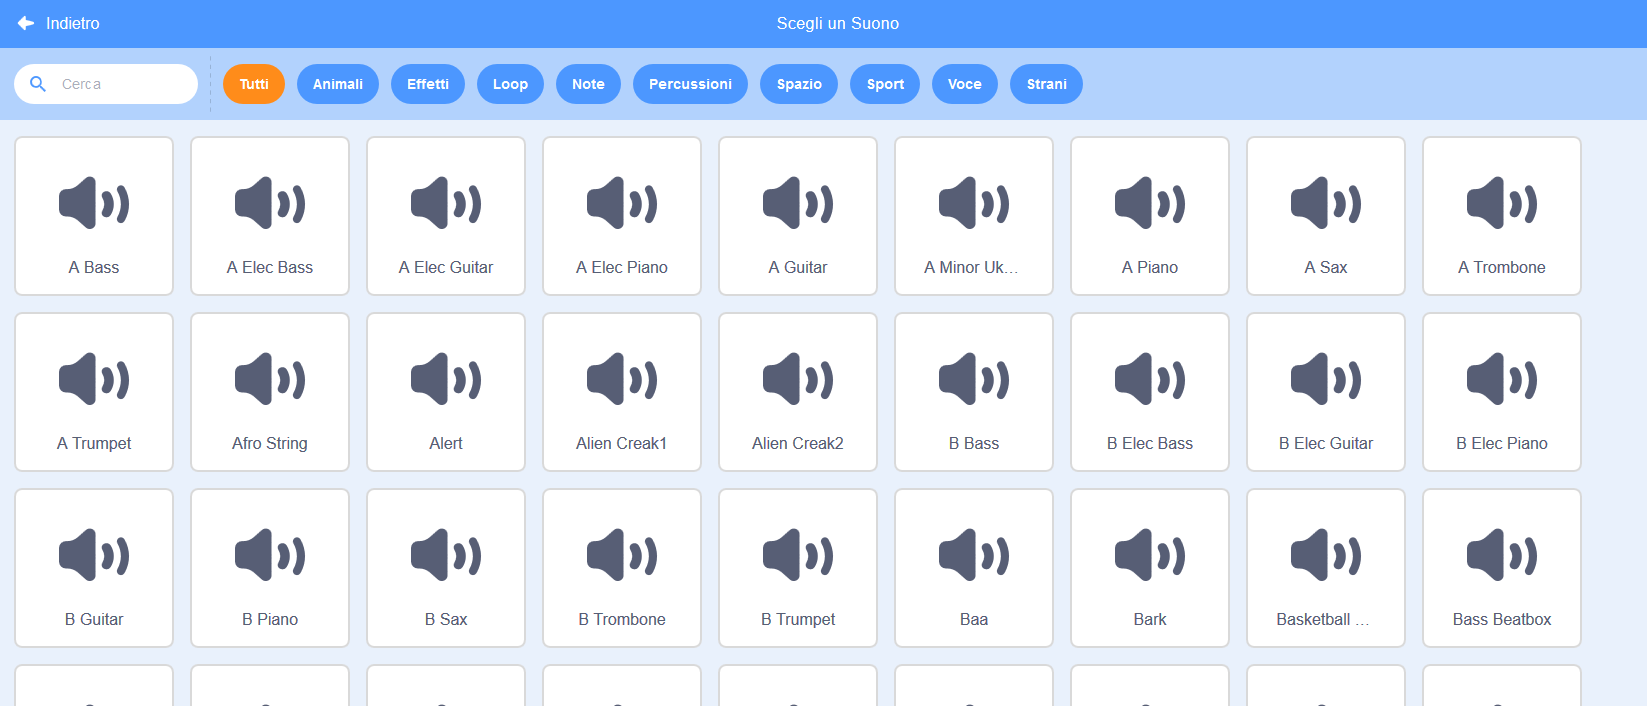 Indietro
Scegli un Suono
Cerca
Tutti
Animali
Effetti
Loop
Note
Percussioni
Spazio
Sport
Voce
Strani
A Bass
A Elec Bass
A Elec Guitar
A Elec Piano
A Guitar
A Minor Uk…
A Piano
A Sax
A Trombone
A Trumpet
Afro String
Alert
Alien Creak1
Alien Creak2
B Bass
B Elec Bass
B Elec Guitar
B Elec Piano
B Guitar
B Piano
B Sax
B Trombone
B Trumpet
Baa
Bark
Basketball …
Bass Beatbox